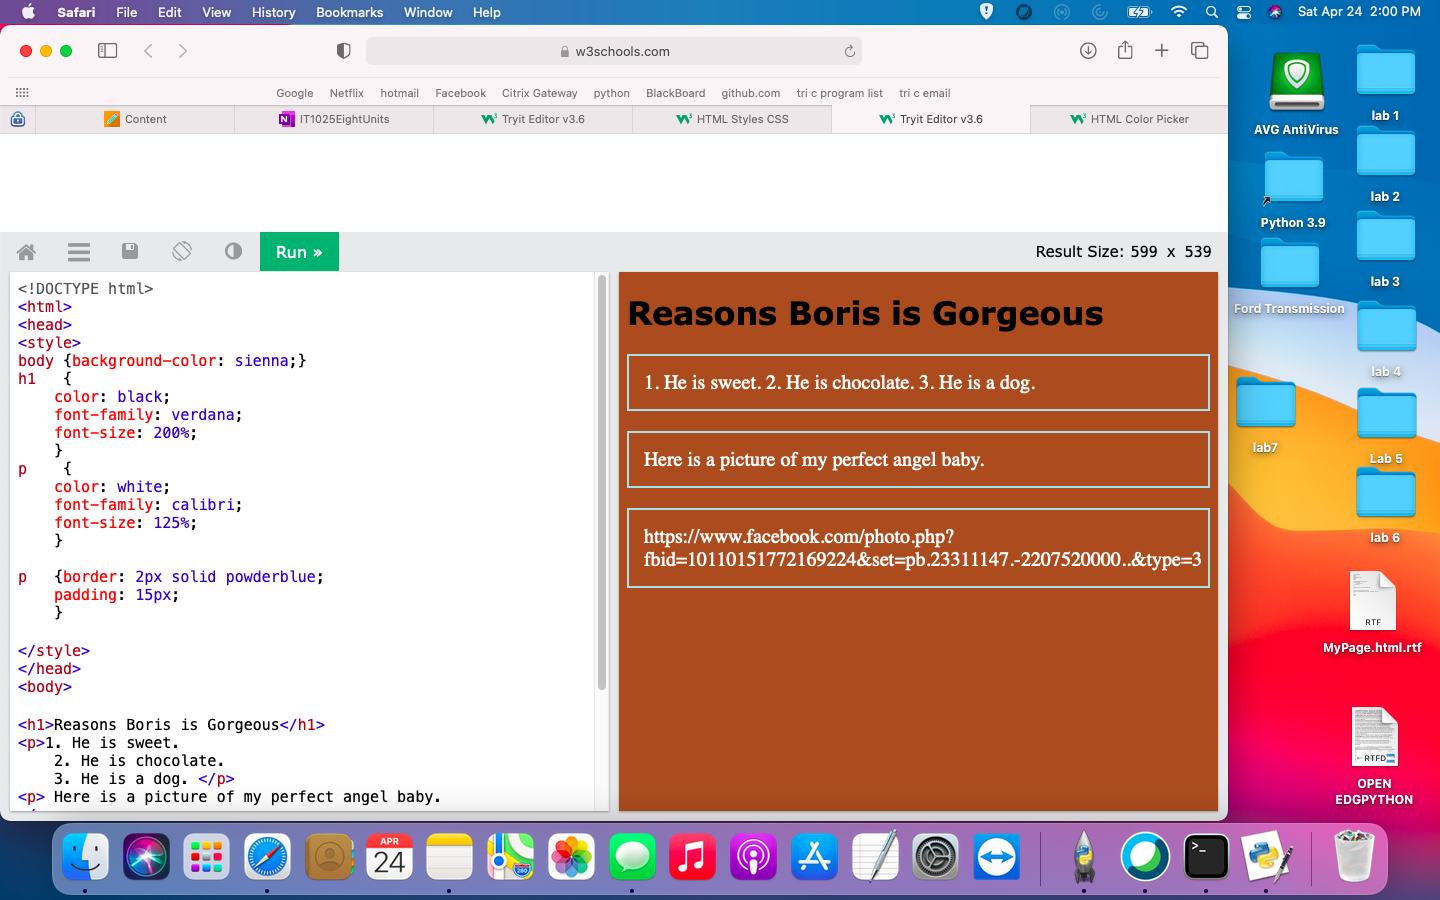 Safari File Edit View History Bookmarks Window Help Sat Apr 24 2:00 PM
w3schools.com
Google Netflix hotmail Facebook Citrix Gateway python BlackBoard github.com tri c program list tri c email
Content IT1025EightUnits Tryit Editor v3.6 HTML Styles CSS Tryit Editor v3.6 HTML Color Picker
Run » Result Size: 599 x 539
<!DOCTYPE html>
<html>
<head>
<style>
body {background-color: sienna;}
h1 {
color: black;
font-family: verdana;
font-size: 200%;
}
p {
color: white;
font-family: calibri;
font-size: 125%;
}
p {border: 2px solid powderblue;
padding: 15px;
}
</style>
</head>
<body>
<h1>Reasons Boris is Gorgeous</h1>
<p>1. He is sweet.
2. He is chocolate.
3. He is a dog. </p>
<p> Here is a picture of my perfect angel baby.
Reasons Boris is Gorgeous
1. He is sweet. 2. He is chocolate. 3. He is a dog.
Here is a picture of my perfect angel baby.
https://www.facebook.com/photo.php?
fbid=10110151772169224&set=pb.23311147.-2207520000..&type=3
AVG AntiVirus
Python 3.9
Ford Transmission
lab7
lab 1
lab 2
lab 3
lab 4
Lab 5
lab 6
RTF
MyPage.html.rtf
RTFD
OPEN
EDGPYTHON
APR
24
280
>_